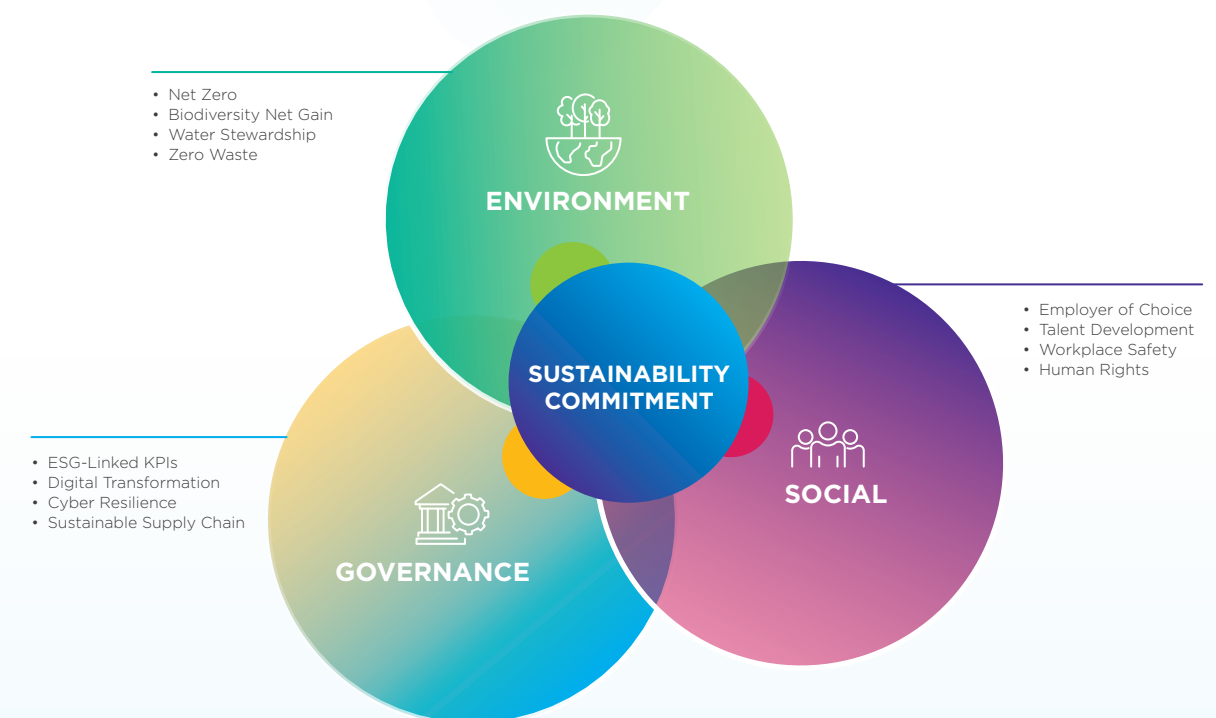 • Net Zero
• Biodiversity Net Gain
• Water Stewardship
• Zero Waste
ENVIRONMENT
• Employer of Choice
• Talent Development
• Workplace Safety
• Human Rights
SUSTAINABILITY
COMMITMENT
SOCIAL
• ESG-Linked KPIs
• Digital Transformation
• Cyber Resilience
• Sustainable Supply Chain
GOVERNANCE